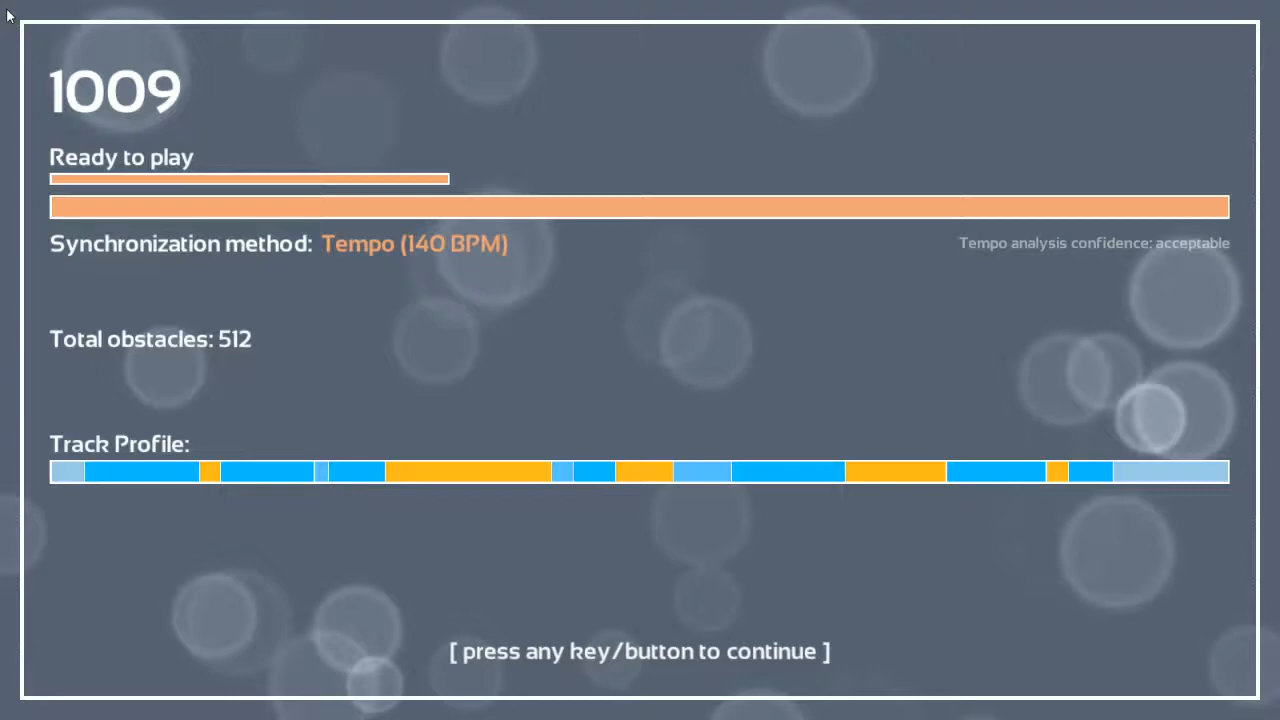 1009
Ready to play
Synchronization method: Tempo (140 BPM)
Tempo analysis confidence: acceptable
Total obstacles: 512
Track Profile:
[ press any key/button to continue ]